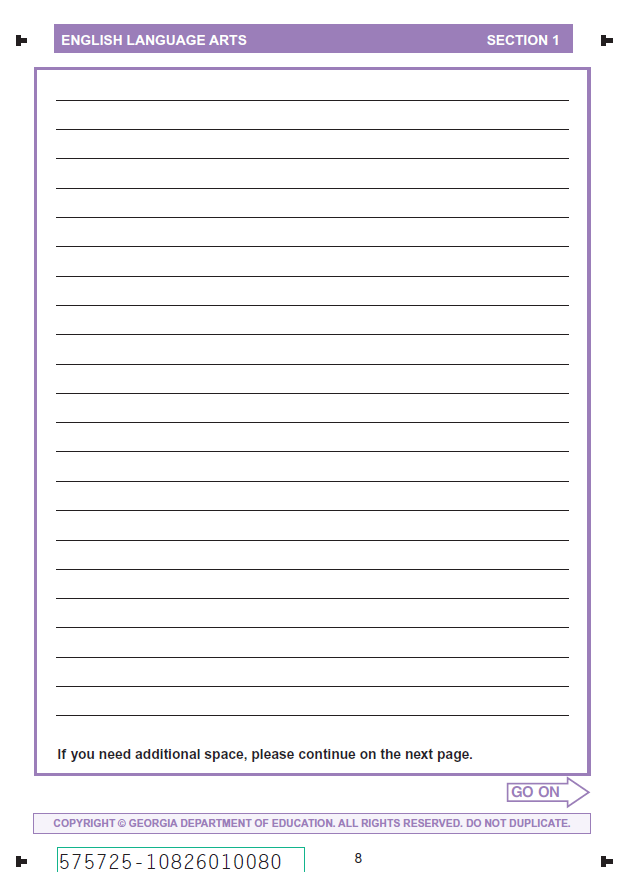 ENGLISH LANGUAGE ARTS SECTION 1
If you need additional space, please continue on the next page.
GO ON
COPYRIGHT © GEORGIA DEPARTMENT OF EDUCATION. ALL RIGHTS RESERVED. DO NOT DUPLICATE.
575725-10826010080 8